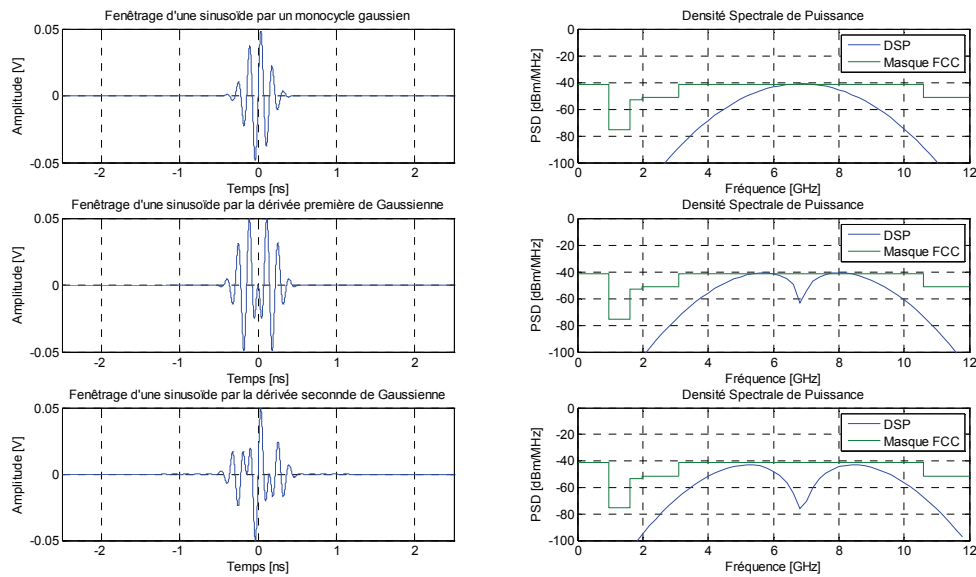 Fenêtrage d'une sinusoïde par un monocycle gaussien
0.05
0
-0.05
Amplitude [V]
-2
-1
0
1
2
Temps [ns]
Densité Spectrale de Puissance
0
-20
-40
-60
-80
-100
PSD [dBm/MHz]
DSP
Masque FCC
0
2
4
6
8
10
12
Fréquence [GHz]
Fenêtrage d'une sinusoïde par la dérivée première de Gaussienne
0.05
0
-0.05
Amplitude [V]
-2
-1
0
1
2
Temps [ns]
Densité Spectrale de Puissance
0
-20
-40
-60
-80
-100
PSD [dBm/MHz]
DSP
Masque FCC
0
2
4
6
8
10
12
Fréquence [GHz]
Fenêtrage d'une sinusoïde par la dérivée seconnde de Gaussienne
0.05
0
-0.05
Amplitude [V]
-2
-1
0
1
2
Temps [ns]
Densité Spectrale de Puissance
0
-20
-40
-60
-80
-100
PSD [dBm/MHz]
DSP
Masque FCC
0
2
4
6
8
10
12
Fréquence [GHz]